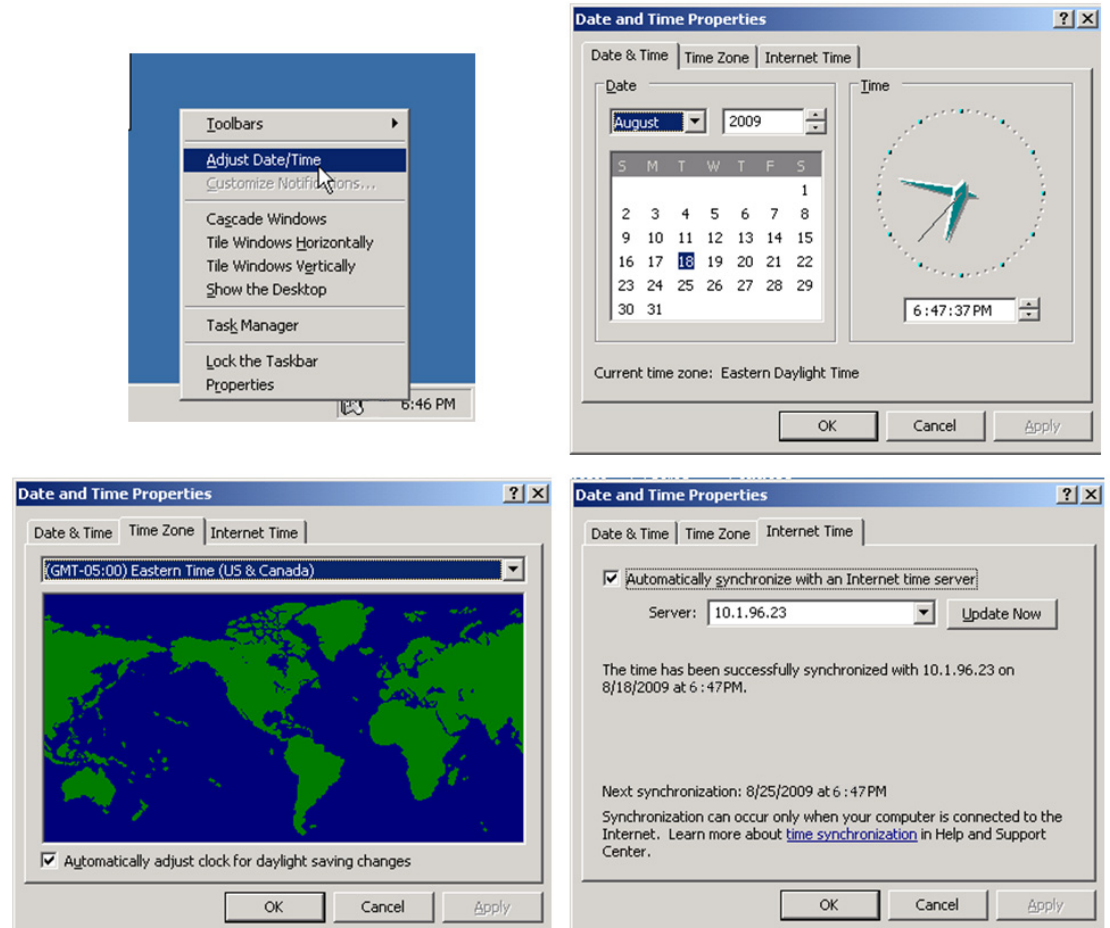 Toolbars
Adjust Date/Time
Customize Notifications...
Cascade Windows
Tile Windows Horizontally
Tile Windows Vertically
Show the Desktop
Task Manager
Lock the Taskbar
Properties
6:46 PM
Date and Time Properties
Date & Time Time Zone Internet Time
Date
August 2009
S M T W T F S
1
2 3 4 5 6 7 8
9 10 11 12 13 14 15
16 17 18 19 20 21 22
23 24 25 26 27 28 29
30 31
Time
6:47:37 PM
Current time zone: Eastern Daylight Time
OK Cancel Apply
Date and Time Properties
Date & Time Time Zone Internet Time
(GMT-05:00) Eastern Time (US & Canada)
Automatically adjust clock for daylight saving changes
OK Cancel Apply
Date and Time Properties
Date & Time Time Zone Internet Time
Automatically synchronize with an Internet time server
Server: 10.1.96.23 Update Now
The time has been successfully synchronized with 10.1.96.23 on
8/18/2009 at 6:47PM.
Next synchronization: 8/25/2009 at 6:47PM
Synchronization can occur only when your computer is connected to the
Internet. Learn more about time synchronization in Help and Support
Center.
OK Cancel Apply